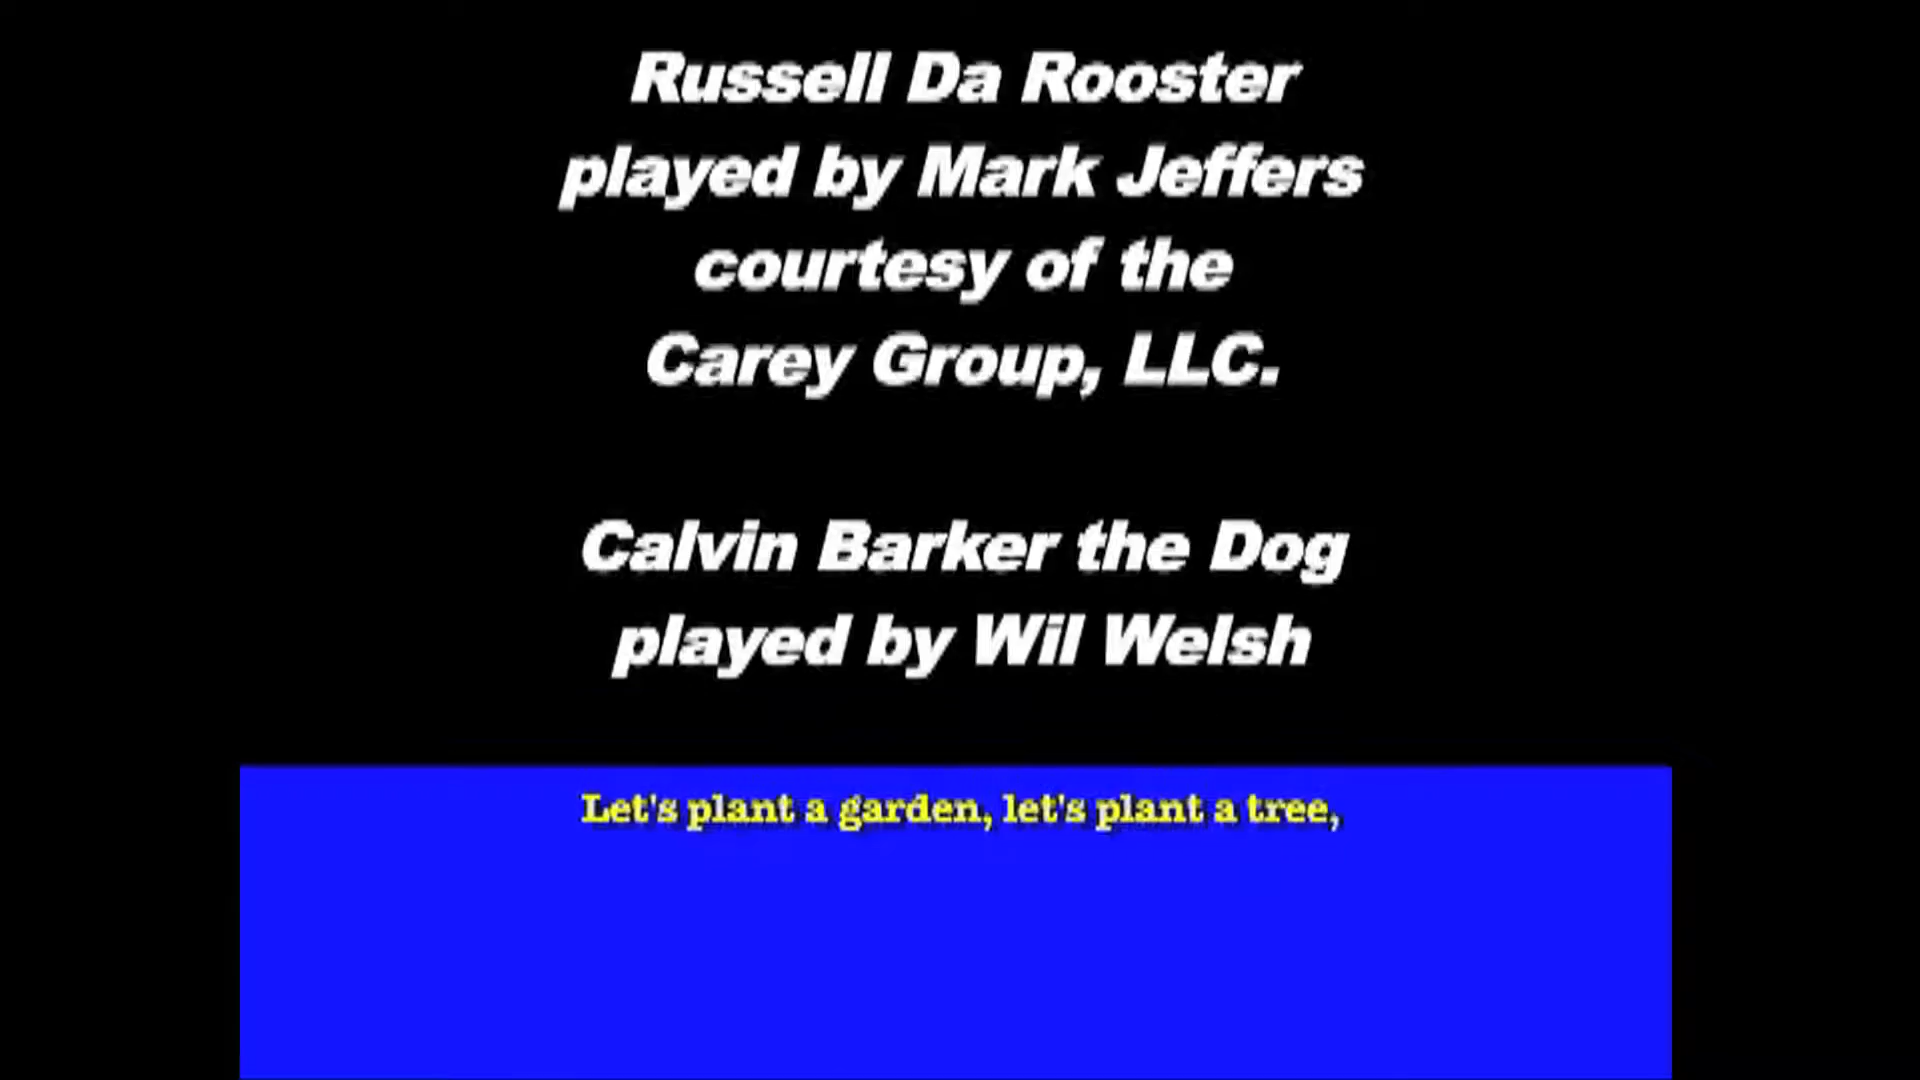 Russell Da Rooster
played by Mark Jeffers
courtesy of the
Carey Group, LLC.
Calvin Barker the Dog
played by Wil Welsh
Let's plant a garden, let's plant a tree,